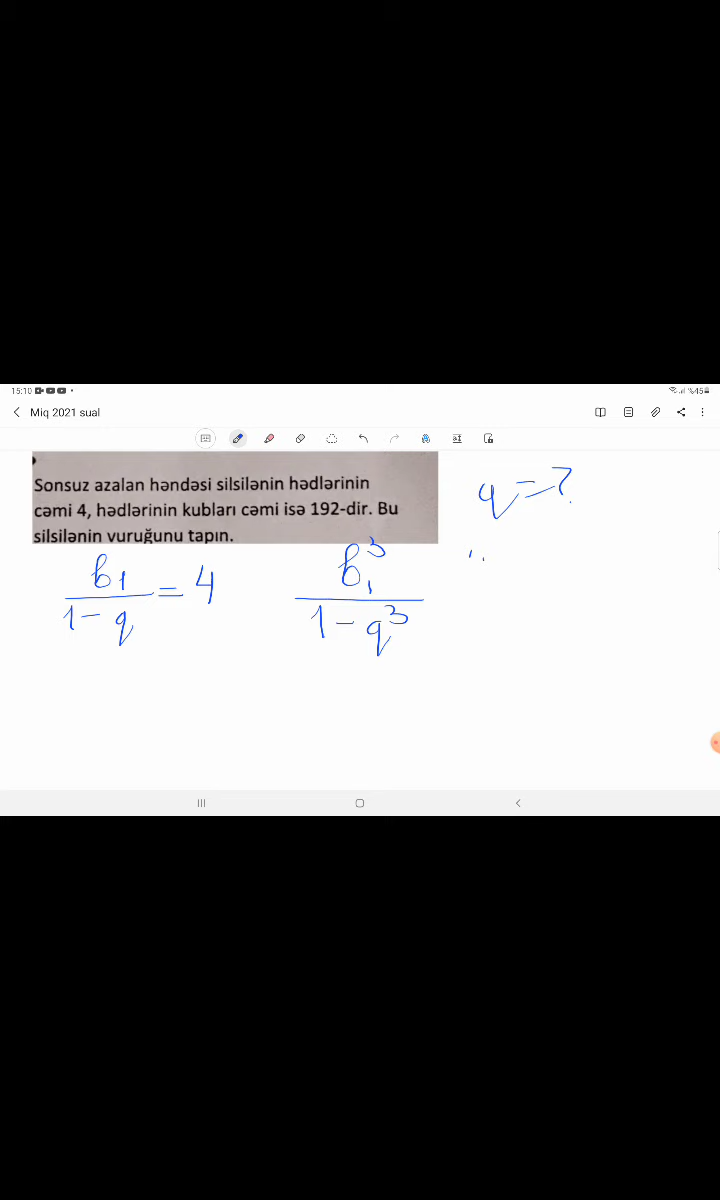 15:10
%45
Miq 2021 sual
Sonsuz azalan həndəsi silsilənin hədlərinin
cəmi 4, hədlərinin kubları cəmi isə 192-dir. Bu
silsilənin vuruğunu tapın.
q=?
b₁/(1-q) = 4
b₁³/(1-q³)